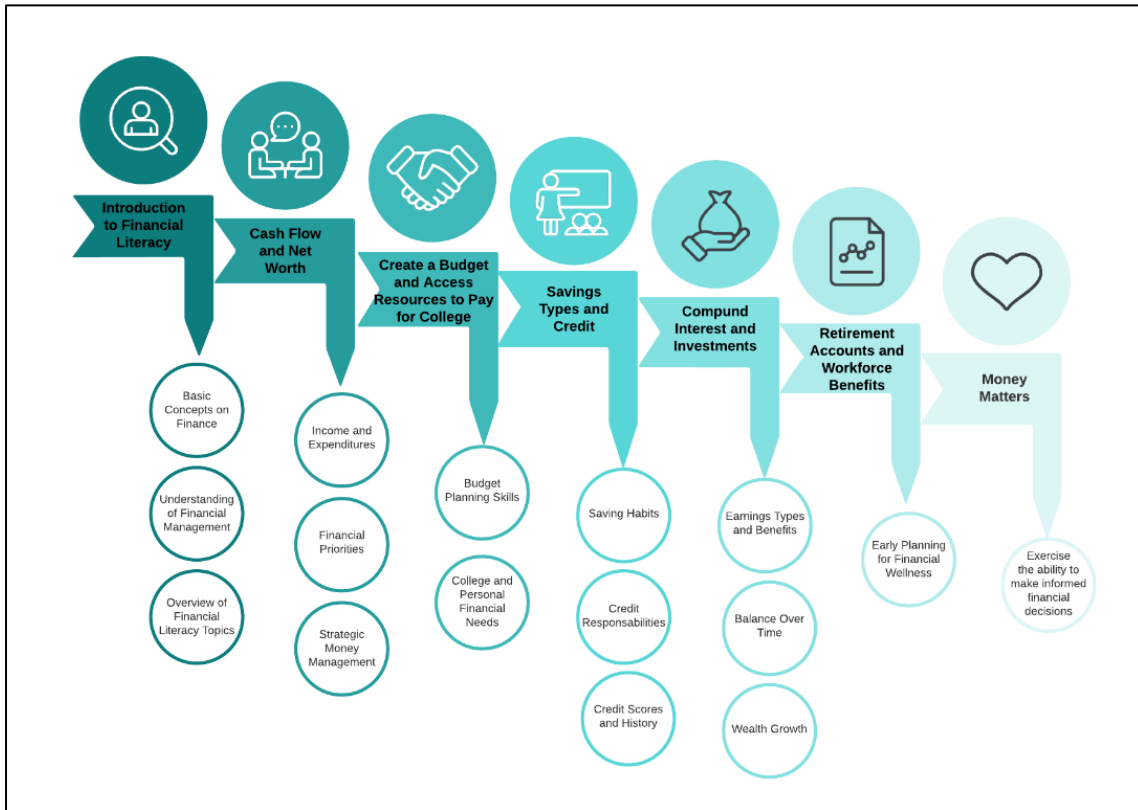 Introduction
to Financial
Literacy
Basic
Concepts on
Finance
Understanding
of Financial
Management
Overview of
Financial
Literacy Topics
Cash Flow
and Net
Worth
Income and
Expenditures
Financial
Priorities
Strategic
Money
Management
Create a Budget
and Access
Resources to Pay
for College
Budget
Planning Skills
College and
Personal
Financial
Needs
Savings
Types and
Credit
Saving Habits
Credit
Responsabilities
Credit Scores
and History
Compund
Interest and
Investments
Earnings Types
and Benefits
Balance Over
Time
Wealth Growth
Retirement
Accounts and
Workforce
Benefits
Early Planning
for Financial
Wellness
Money
Matters
Exercise
the ability to
make informed
financial
decisions